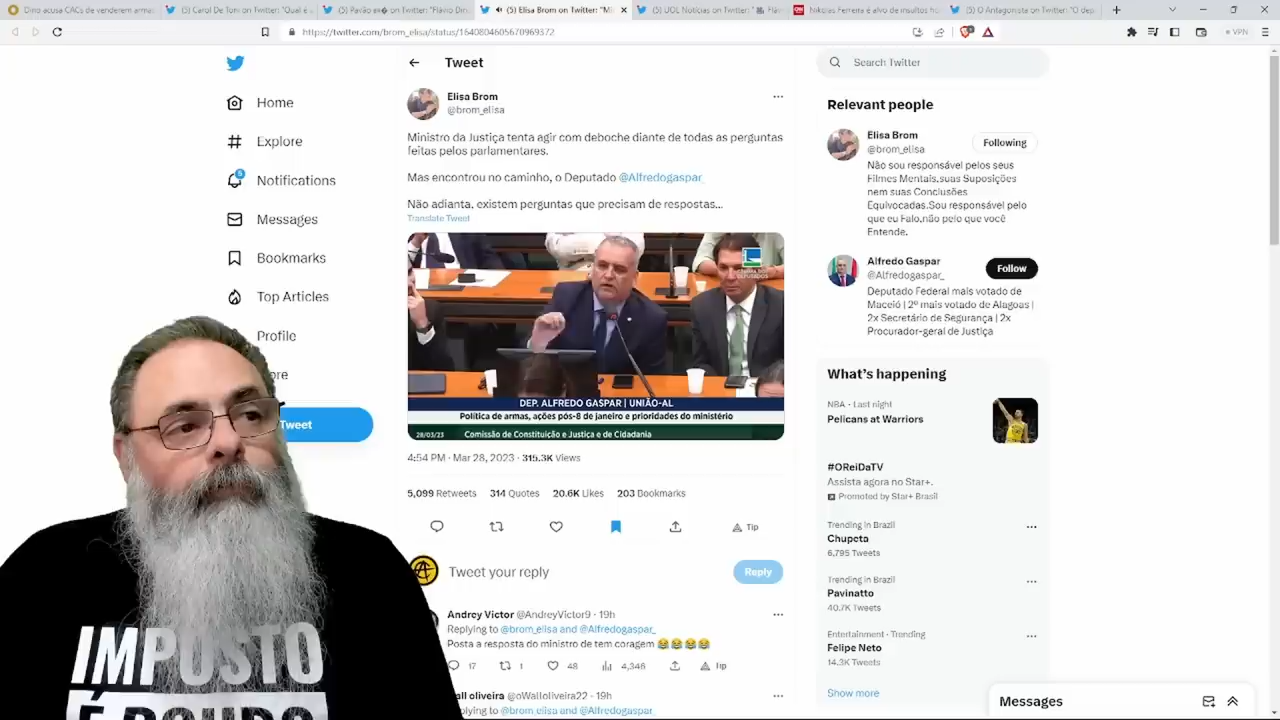 Dino acusa CACs de venderem armas
(5) Carol De Toni on Twitter: "Qual é
(5) Elisa Brom on Twitter: "Mi
(5) UOL Notícias on Twitter: "
Nikolas Ferreira é alvo de insultos ho
(5) O Antagonista on Twitter: "O des
https://twitter.com/brom_elisa/status/1640804605670969372
VPN
Home
Explore
5
Notifications
Messages
Bookmarks
Top Articles
Profile
ore
Tweet
Tweet
Elisa Brom
@brom_elisa
Ministro da Justiça tenta agir com deboche diante de todas as perguntas
feitas pelos parlamentares.
Mas encontrou no caminho, o Deputado @Alfredogaspar_
Não adianta, existem perguntas que precisam de respostas...
Translate Tweet
CÂMARA DOS
DEPUTADOS
DEP. ALFREDO GASPAR | UNIÃO-AL
Política de armas, ações pós-8 de janeiro e prioridades do ministério
28/03/23 Comissão de Constituição e Justiça e de Cidadania
4:54 PM · Mar 28, 2023 · 315.3K Views
5,099 Retweets 314 Quotes 20.6K Likes 203 Bookmarks
Tip
Tweet your reply
Reply
Andrey Victor @AndreyVictor9 · 19h
Replying to @brom_elisa and @Alfredogaspar_
Posta a resposta do ministro de tem coragem 😂😂😂😂
17 1 48 4,346 Tip
all oliveira @oWalloliveira22 · 19h
plying to @brom_elisa and @Alfredogaspar_
Search Twitter
Relevant people
Elisa Brom
@brom_elisa
Following
Não sou responsável pelos seus
Filmes Mentais,suas Suposições
nem suas Conclusões
Equivocadas.Sou responsável pelo
que eu Falo,não pelo que você
Entende.
Alfredo Gaspar
@Alfredogaspar_
Follow
Deputado Federal mais votado de
Maceió | 2º mais votado de Alagoas |
2x Secretário de Segurança | 2x
Procurador-geral de Justiça
What's happening
NBA · Last night
Pelicans at Warriors
#OReiDaTV
Assista agora no Star+.
Promoted by Star+ Brasil
Trending in Brazil
Chupeta
6,795 Tweets
Trending in Brazil
Pavinatto
40.7K Tweets
Entertainment · Trending
Felipe Neto
14.3K Tweets
Show more
Messages
IMPOSTO
É ROUBO